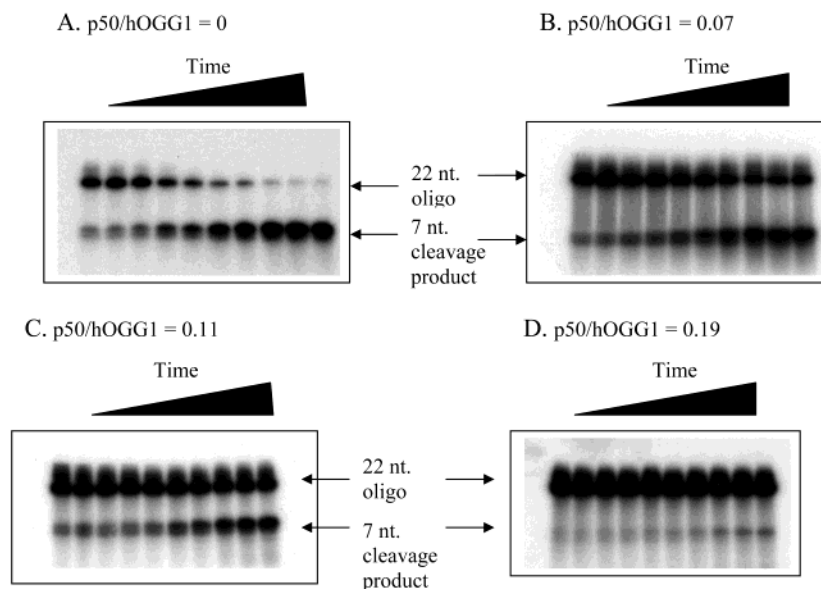 A. p50/hOGG1 = 0
B. p50/hOGG1 = 0.07
Time
Time
22 nt.
oligo
7 nt.
cleavage
product
C. p50/hOGG1 = 0.11
D. p50/hOGG1 = 0.19
Time
Time
22 nt.
oligo
7 nt.
cleavage
product